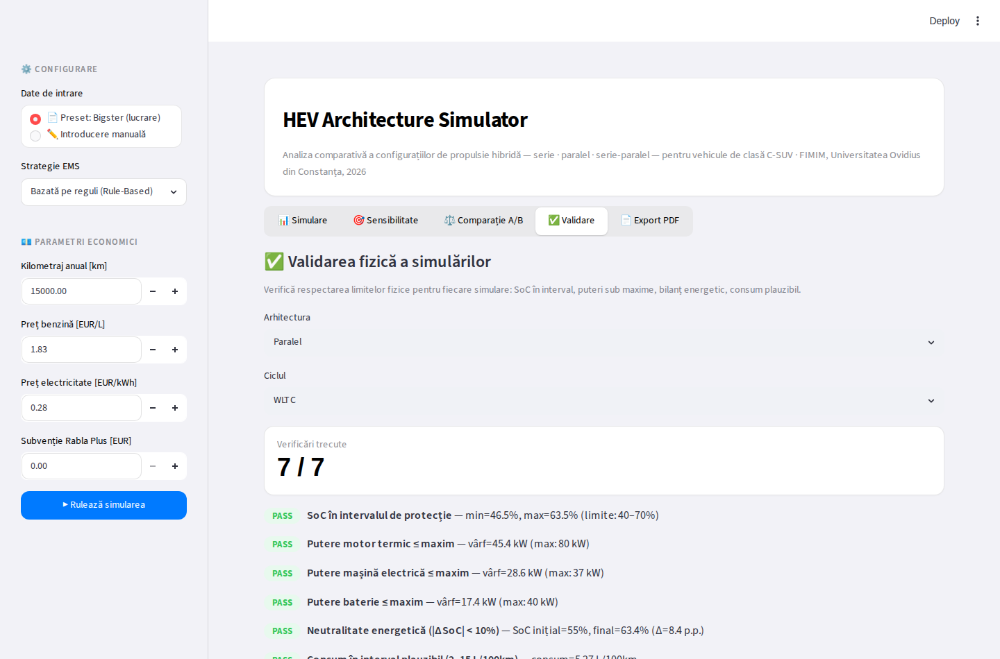 Deploy
⚙️ CONFIGURARE
Date de intrare
📄 Preset: Bigster (lucrare)
✏️ Introducere manuală
Strategie EMS
Bazată pe reguli (Rule-Based)
💶 PARAMETRI ECONOMICI
Kilometraj anual [km]
15000.00
Preț benzină [EUR/L]
1.83
Preț electricitate [EUR/kWh]
0.28
Subvenție Rabla Plus [EUR]
0.00
▶ Rulează simularea
HEV Architecture Simulator
Analiza comparativă a configurațiilor de propulsie hibridă — serie · paralel · serie-paralel — pentru vehicule de clasă C-SUV · FIMIM, Universitatea Ovidius
din Constanța, 2026
📊 Simulare 🎯 Sensibilitate ⚖️ Comparație A/B ✅ Validare 📄 Export PDF
✅ Validarea fizică a simulărilor
Verifică respectarea limitelor fizice pentru fiecare simulare: SoC în interval, puteri sub maxime, bilanț energetic, consum plauzibil.
Arhitectura
Paralel
Ciclul
WLTC
Verificări trecute
7 / 7
PASS SoC în intervalul de protecție — min=46.5%, max=63.5% (limite: 40–70%)
PASS Putere motor termic ≤ maxim — vârf=45.4 kW (max: 80 kW)
PASS Putere mașină electrică ≤ maxim — vârf=28.6 kW (max: 37 kW)
PASS Putere baterie ≤ maxim — vârf=17.4 kW (max: 40 kW)
PASS Neutralitate energetică (|ΔSoC| < 10%) — SoC inițial=55%, final=63.4% (Δ=8.4 p.p.)
PASS Consum în interval plauzibil (2–15 L/100km) — consum=5.27 L/100km